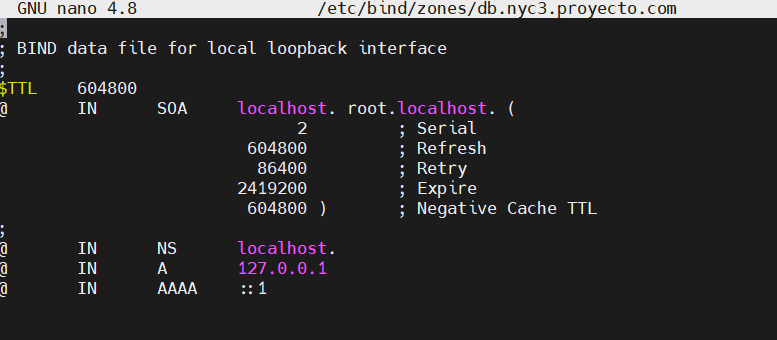 GNU nano 4.8 /etc/bind/zones/db.nyc3.proyecto.com
;
; BIND data file for local loopback interface
;
$TTL 604800
@ IN SOA localhost. root.localhost. (
2 ; Serial
604800 ; Refresh
86400 ; Retry
2419200 ; Expire
604800 ) ; Negative Cache TTL
;
@ IN NS localhost.
@ IN A 127.0.0.1
@ IN AAAA ::1